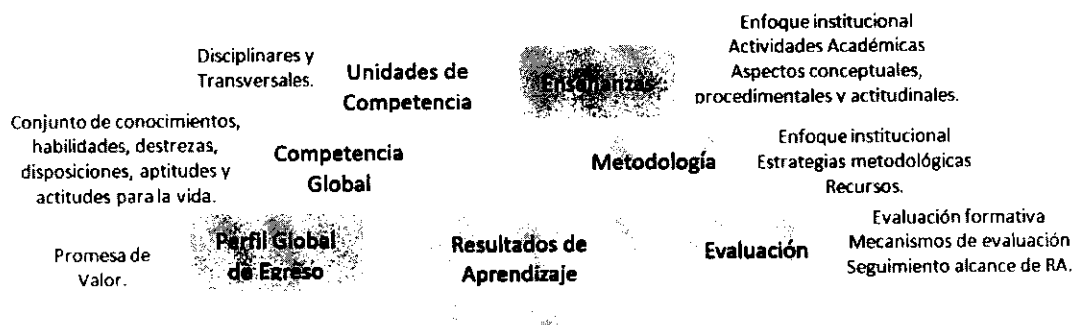 Disciplinares y
Transversales.
Unidades de
Competencia
Enseñanzas
Enfoque institucional
Actividades Académicas
Aspectos conceptuales,
procedimentales y actitudinales.
Conjunto de conocimientos,
habilidades, destrezas,
disposiciones, aptitudes y
actitudes para la vida.
Competencia
Global
Metodología
Enfoque institucional
Estrategias metodológicas
Recursos.
Promesa de
Valor.
Perfil Global
de Egreso
Resultados de
Aprendizaje
Evaluación
Evaluación formativa
Mecanismos de evaluación
Seguimiento alcance de RA.